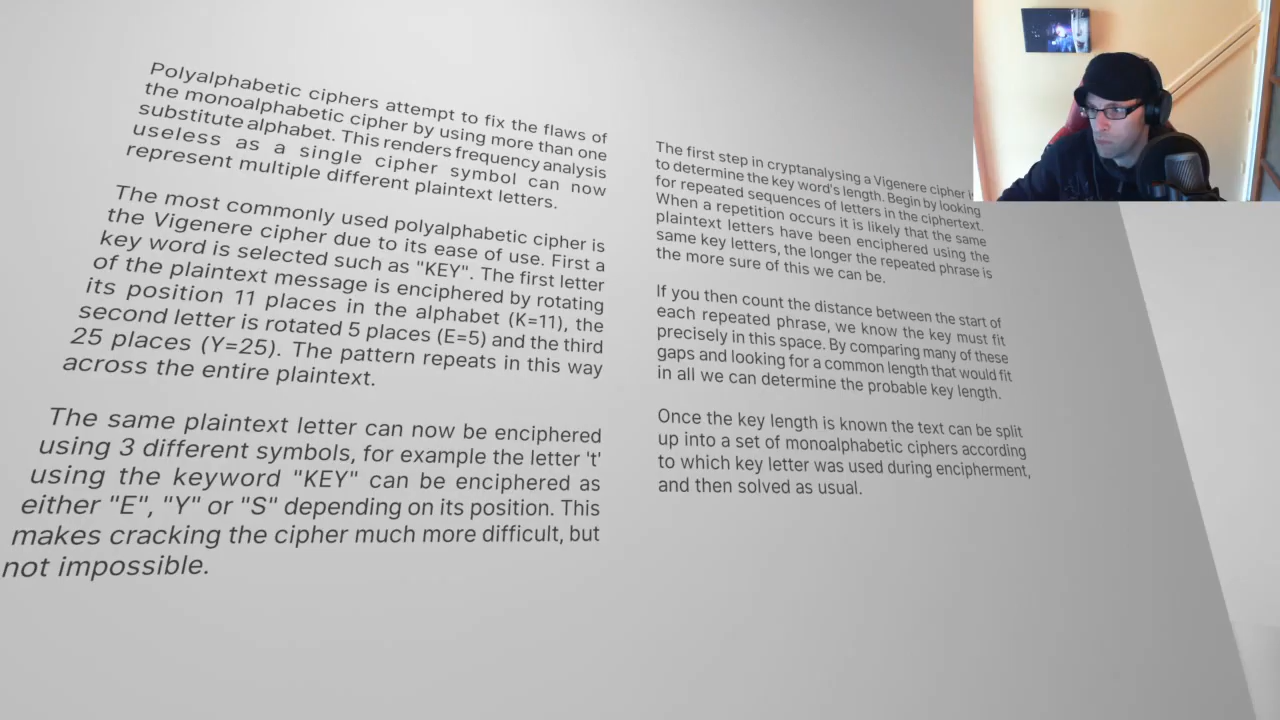 Polyalphabetic ciphers attempt to fix the flaws of
the monoalphabetic cipher by using more than one
substitute alphabet. This renders frequency analysis
useless as a single cipher symbol can now
represent multiple different plaintext letters.
The most commonly used polyalphabetic cipher is
the Vigenere cipher due to its ease of use. First a
key word is selected such as "KEY". The first letter
of the plaintext message is enciphered by rotating
its position 11 places in the alphabet (K=11), the
second letter is rotated 5 places (E=5) and the third
25 places (Y=25). The pattern repeats in this way
across the entire plaintext.
The same plaintext letter can now be enciphered
using 3 different symbols, for example the letter 't'
using the keyword "KEY" can be enciphered as
either "E", "Y" or "S" depending on its position. This
makes cracking the cipher much more difficult, but
not impossible.
The first step in cryptanalysing a Vigenere cipher is
to determine the key word's length. Begin by looking
for repeated sequences of letters in the ciphertext.
When a repetition occurs it is likely that the same
plaintext letters have been enciphered using the
same key letters, the longer the repeated phrase is
the more sure of this we can be.
If you then count the distance between the start of
each repeated phrase, we know the key must fit
precisely in this space. By comparing many of these
gaps and looking for a common length that would fit
in all we can determine the probable key length.
Once the key length is known the text can be split
up into a set of monoalphabetic ciphers according
to which key letter was used during encipherment,
and then solved as usual.